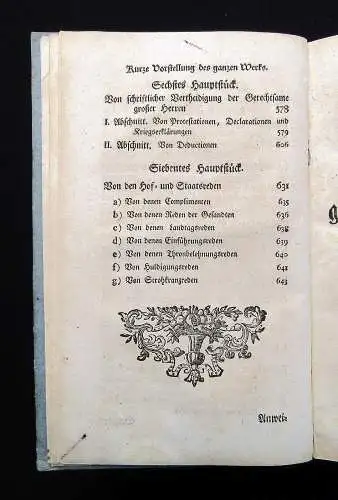 Kurze Vorstellung des ganzen Werks.
Sechstes Hauptstück.
Von schriftlicher Vertheidigung der Gerechtsame
großer Herren 578
I. Abschnitt. Von Protestationen, Declarationen und
Kriegserklärungen 579
II. Abschnitt. Von Deductionen 606
Siebentes Hauptstück.
Von den Hof- und Staatsreden 631
a) Von denen Complimenten 635
b) Von denen Reden der Gesandten 636
c) Von denen Landtagsreden 638
d) Von denen Einführungsreden 639
e) Von denen Thronbelehnungsreden 640
f) Von Huldigungsreden 641
g) Von Strohkranzreden 643
Anwei-